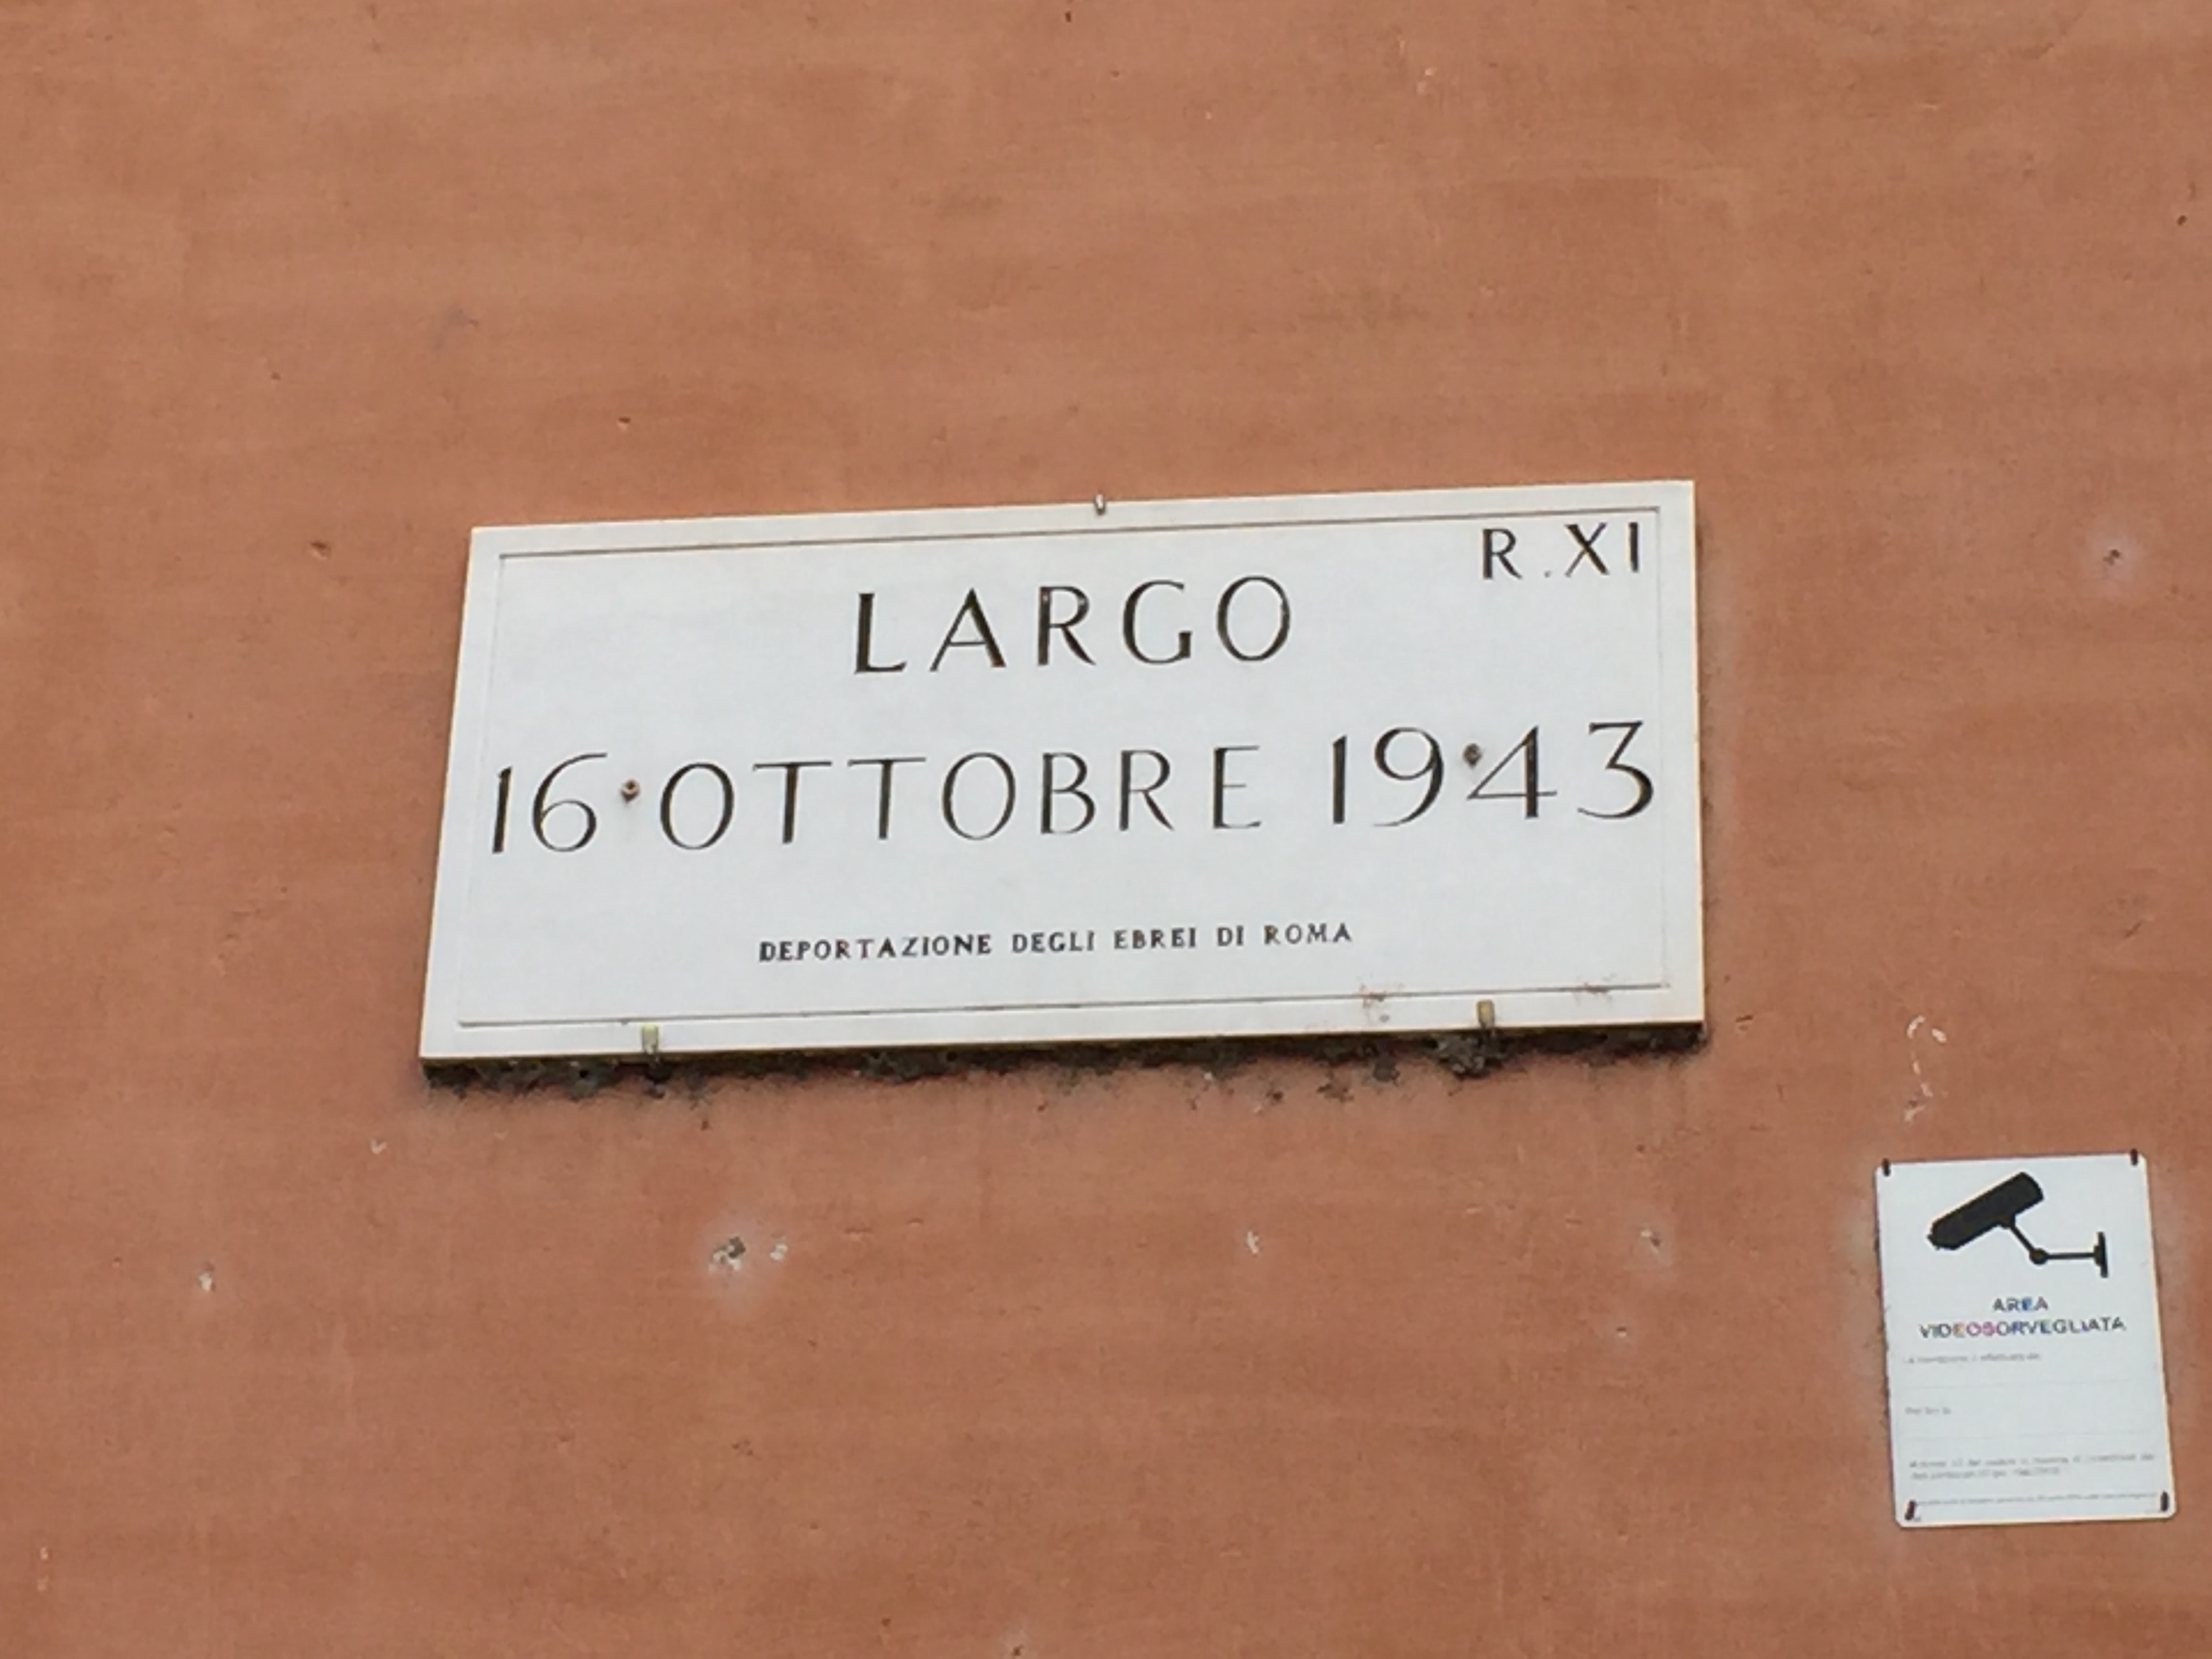 R.XI
LARGO
16 OTTOBRE 1943
DEPORTAZIONE DEGLI EBREI DI ROMA
AREA
VIDEOSORVEGLIATA